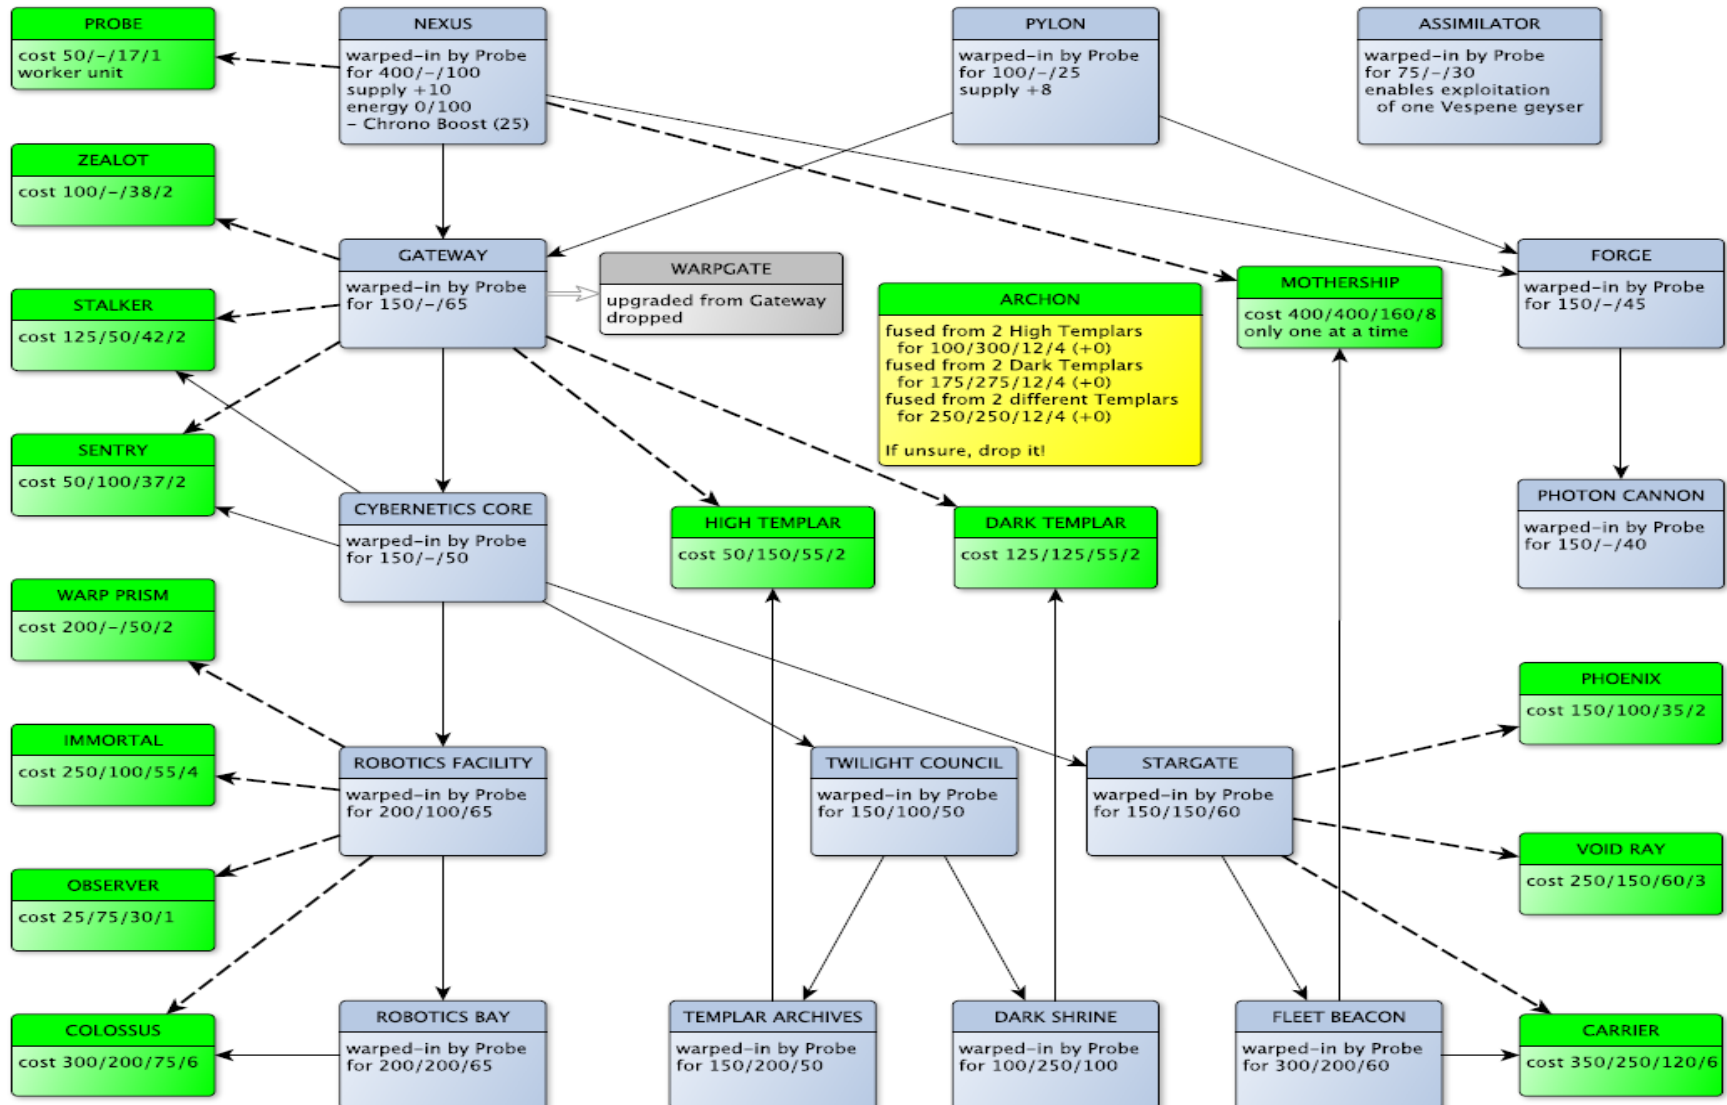 PROBE
cost 50/-/17/1
worker unit
NEXUS
warped-in by Probe
for 400/-/100
supply +10
energy 0/100
- Chrono Boost (25)
PYLON
warped-in by Probe
for 100/-/25
supply +8
ASSIMILATOR
warped-in by Probe
for 75/-/30
enables exploitation
of one Vespene geyser
ZEALOT
cost 100/-/38/2
GATEWAY
warped-in by Probe
for 150/-/65
WARPGATE
upgraded from Gateway
dropped
ARCHON
fused from 2 High Templars
for 100/300/12/4 (+0)
fused from 2 Dark Templars
for 175/275/12/4 (+0)
fused from 2 different Templars
for 250/250/12/4 (+0)
If unsure, drop it!
MOTHERSHIP
cost 400/400/160/8
only one at a time
FORGE
warped-in by Probe
for 150/-/45
STALKER
cost 125/50/42/2
SENTRY
cost 50/100/37/2
CYBERNETICS CORE
warped-in by Probe
for 150/-/50
HIGH TEMPLAR
cost 50/150/55/2
DARK TEMPLAR
cost 125/125/55/2
PHOTON CANNON
warped-in by Probe
for 150/-/40
WARP PRISM
cost 200/-/50/2
IMMORTAL
cost 250/100/55/4
ROBOTICS FACILITY
warped-in by Probe
for 200/100/65
TWILIGHT COUNCIL
warped-in by Probe
for 150/100/50
STARGATE
warped-in by Probe
for 150/150/60
PHOENIX
cost 150/100/35/2
OBSERVER
cost 25/75/30/1
VOID RAY
cost 250/150/60/3
COLOSSUS
cost 300/200/75/6
ROBOTICS BAY
warped-in by Probe
for 200/200/65
TEMPLAR ARCHIVES
warped-in by Probe
for 150/200/50
DARK SHRINE
warped-in by Probe
for 100/250/100
FLEET BEACON
warped-in by Probe
for 300/200/60
CARRIER
cost 350/250/120/6